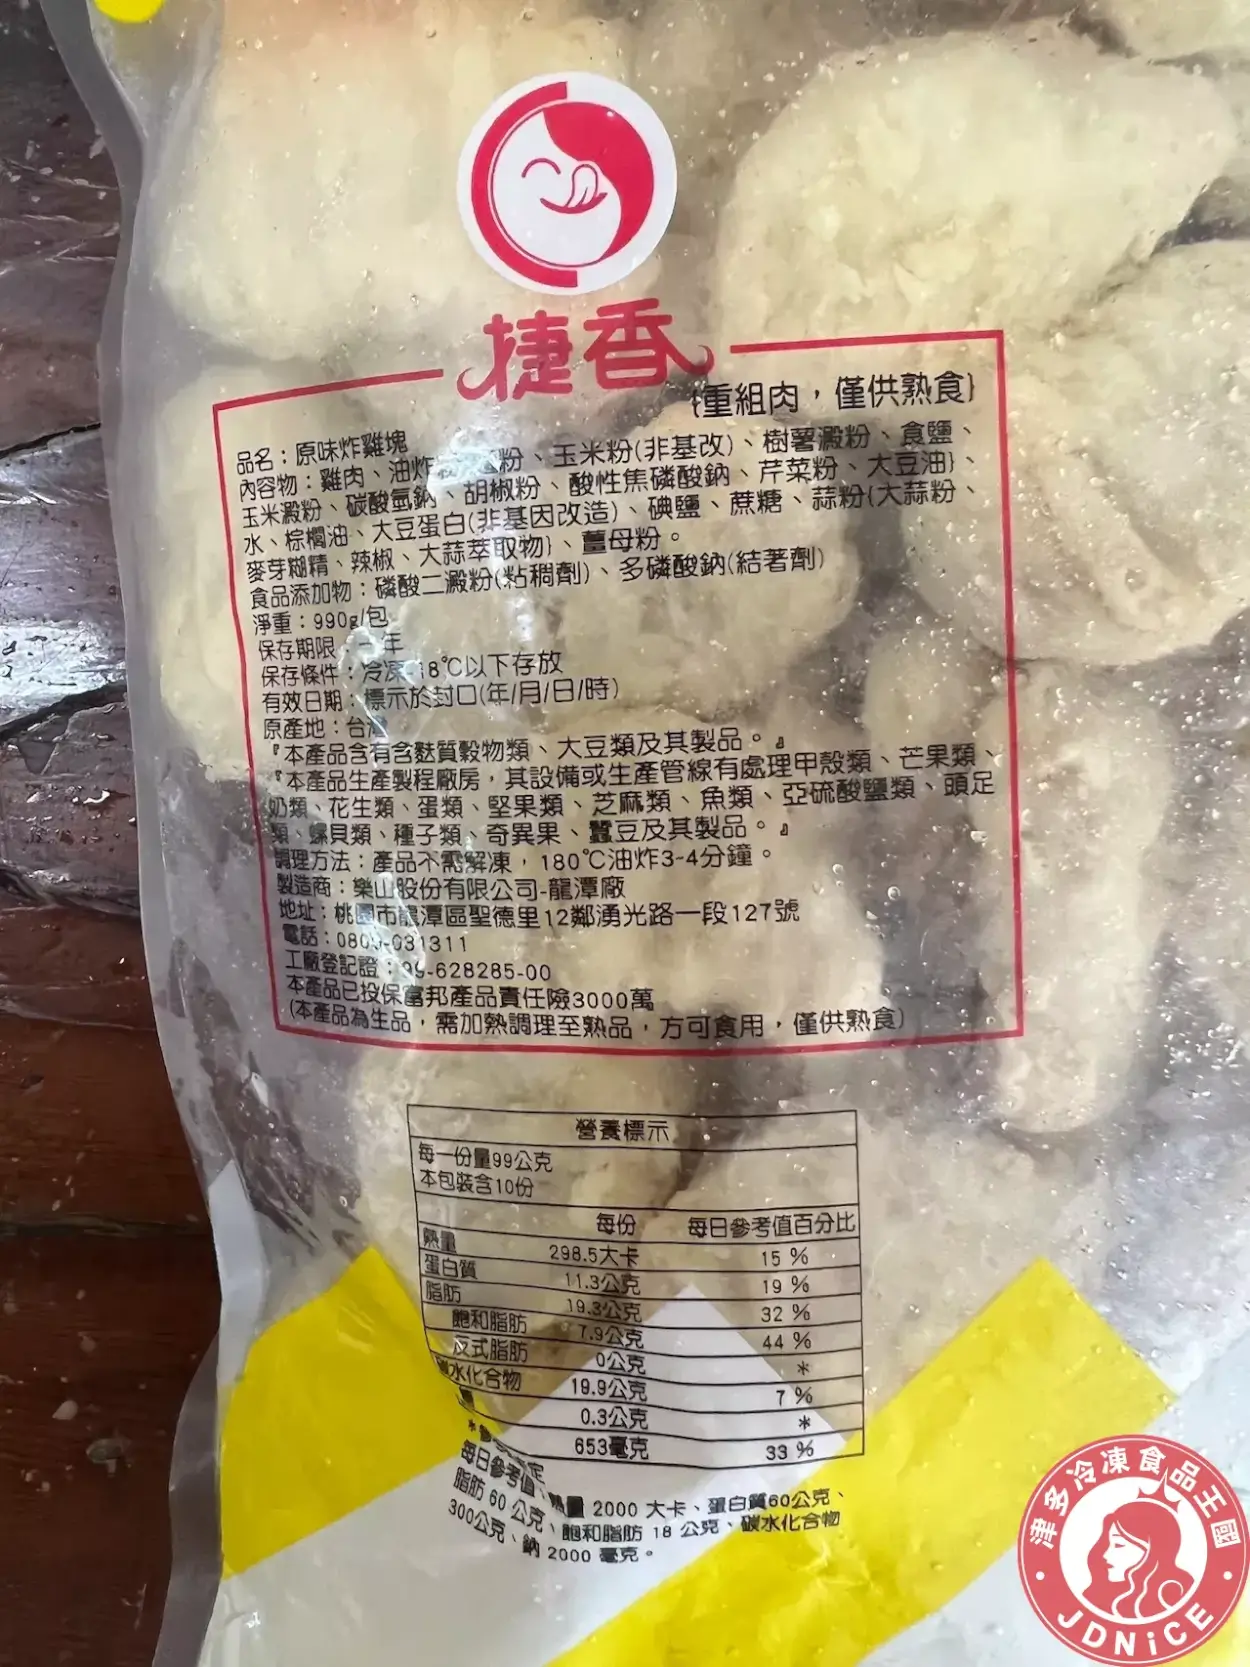 捷香
{重組肉，僅供熟食}
品名：原味炸雞塊
內容物：雞肉、油炸 粉、玉米粉(非基改)、樹薯澱粉、食鹽、
玉米澱粉、碳酸氫鈉、胡椒粉、酸性焦磷酸鈉、芹菜粉、大豆油}、
水、棕櫚油、大豆蛋白(非基因改造)、碘鹽、蔗糖、蒜粉{大蒜粉、
麥芽糊精、辣椒、大蒜萃取物}、薑母粉。
食品添加物：磷酸二澱粉(粘稠劑)、多磷酸鈉(結著劑)
淨重：990g/包
保存期限：一年
保存條件：冷凍-18℃以下存放
有效日期：標示於封口(年/月/日/時)
原產地：台灣
『本產品含有含麩質穀物類、大豆類及其製品。』
『本產品生產製程廠房，其設備或生產管線有處理甲殼類、芒果類、
奶類、花生類、蛋類、堅果類、芝麻類、魚類、亞硫酸鹽類、頭足
類、螺貝類、種子類、奇異果、蠶豆及其製品。』
調理方法：產品不需解凍，180℃油炸3-4分鐘。
製造商：樂山股份有限公司-龍潭廠
地址：桃園市龍潭區聖德里12鄰湧光路一段127號
電話：0800-031311
工廠登記證：99-628285-00
本產品已投保富邦產品責任險3000萬
(本產品為生品，需加熱調理至熟品，方可食用，僅供熟食)
營養標示
每一份量99公克
本包裝含10份
每份 每日參考值百分比
熱量 298.5大卡 15 %
蛋白質 11.3公克 19 %
脂肪 19.3公克 32 %
飽和脂肪 7.9公克 44 %
反式脂肪 0公克 *
碳水化合物 19.9公克 7 %
0.3公克 *
653毫克 33 %
每日參考值：熱量 2000 大卡、蛋白質60公克、
脂肪 60 公克、飽和脂肪 18 公克、碳水化合物
300公克、鈉 2000 毫克。
津多冷凍食品王國
JDNiCE